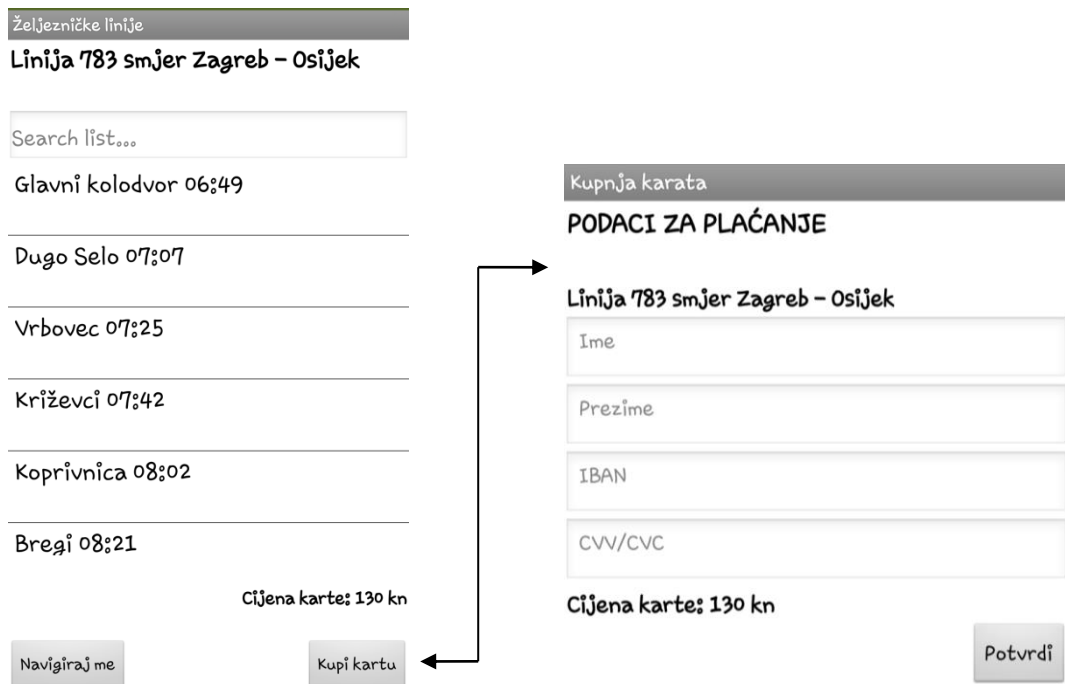 Željezničke linije
Linija 783 smjer Zagreb – Osijek
Search list...
Glavni kolodvor 06:49
Dugo Selo 07:07
Vrbovec 07:25
Križevci 07:42
Koprivnica 08:02
Bregi 08:21
Cijena karte: 130 kn
Navigiraj me
Kupi kartu
Kupnja karata
PODACI ZA PLAĆANJE
Linija 783 smjer Zagreb – Osijek
Ime
Prezime
IBAN
CVV/CVC
Cijena karte: 130 kn
Potvrdi